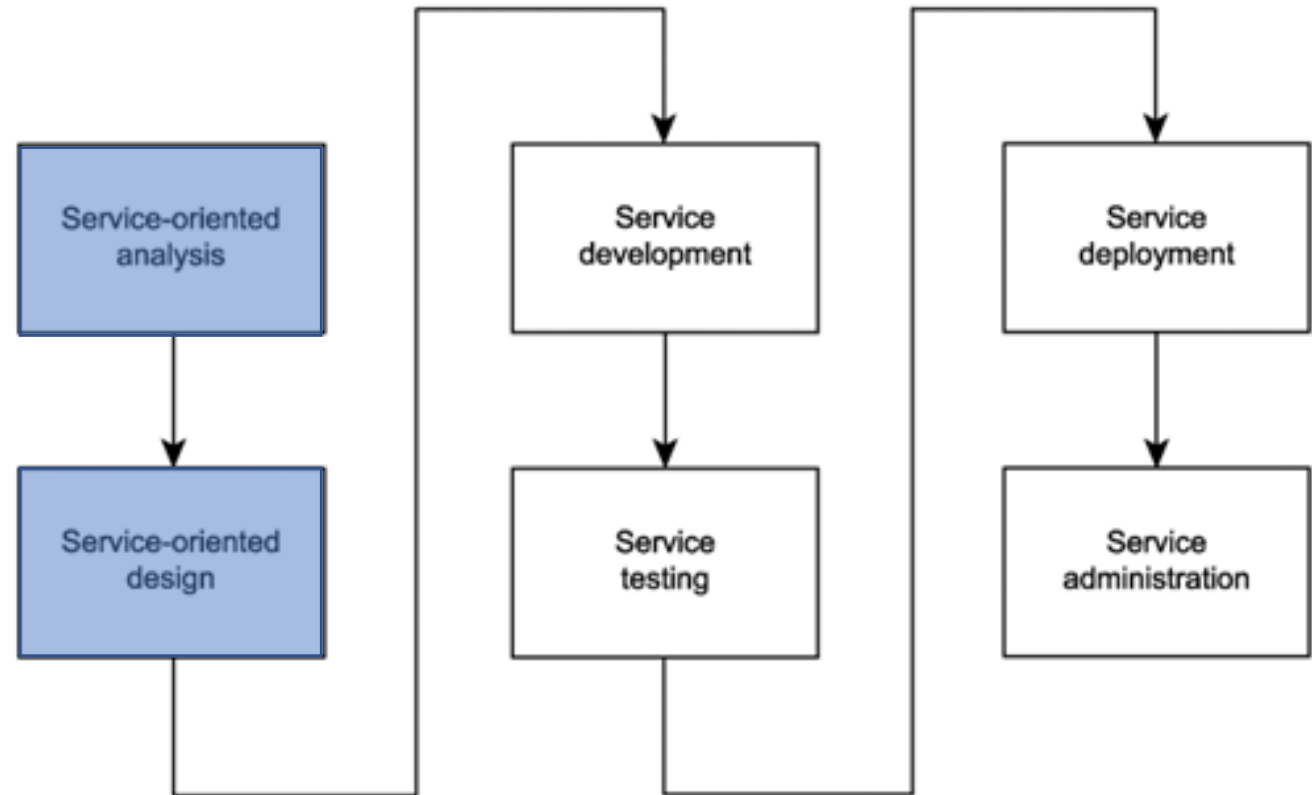 Service-oriented
analysis
Service-oriented
design
Service
development
Service
testing
Service
deployment
Service
administration